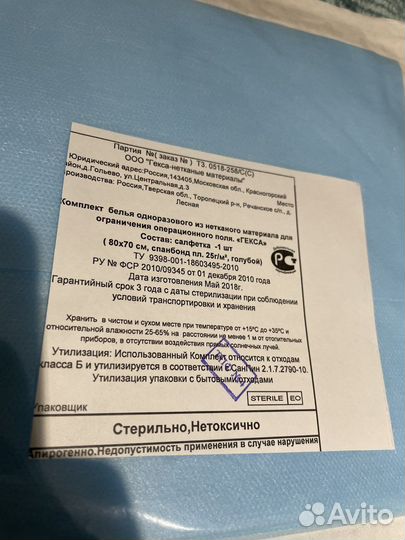 Партия №( заказ № ) Т3. 0518-258/С(С)
ООО "Гекса-нетканые материалы"
Юридический адрес:Россия,143405,Московская обл., Красногорский
район,д.Гольево, ул.Центральная,д.3 Место
производства: Россия,Тверская обл., Торопецкий р-н, Речанское с/п., д.
Лесная
Комплект белья одноразового из нетканого материала для
ограничения операционного поля. «ГЕКСА»
Состав: салфетка -1 шт
( 80х70 см, спанбонд пл. 25г/м², голубой)
ТУ 9398-001-18603495-2010
РУ № ФСР 2010/09345 от 01 декабря 2010 года
Дата изготовления Май 2018г.
Гарантийный срок 3 года с даты стерилизации при соблюдении
условий транспортировки и хранения
Хранить в чистом и сухом месте при температуре от +15ºС до +35ºС и
относительной влажности 25-65% на расстоянии не менее 1 м от отопительных
приборов, в отсутствии воздействия прямых солнечных лучей.
Утилизация: Использованный Комплект относится к отходам
класса Б и утилизируется в соответствии ССанПин 2.1.7.2790-10.
Утилизация упаковки с бытовыми отходами
STERILE EO
Упаковщик
Стерильно,Нетоксично
Апирогенно.Недопустимость применения в случае нарушения
Avito